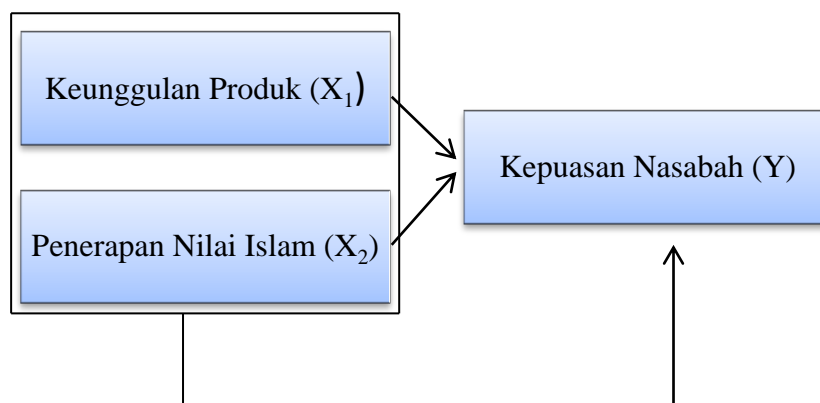 Keunggulan Produk (X₁)
Kepuasan Nasabah (Y)
Penerapan Nilai Islam (X₂)